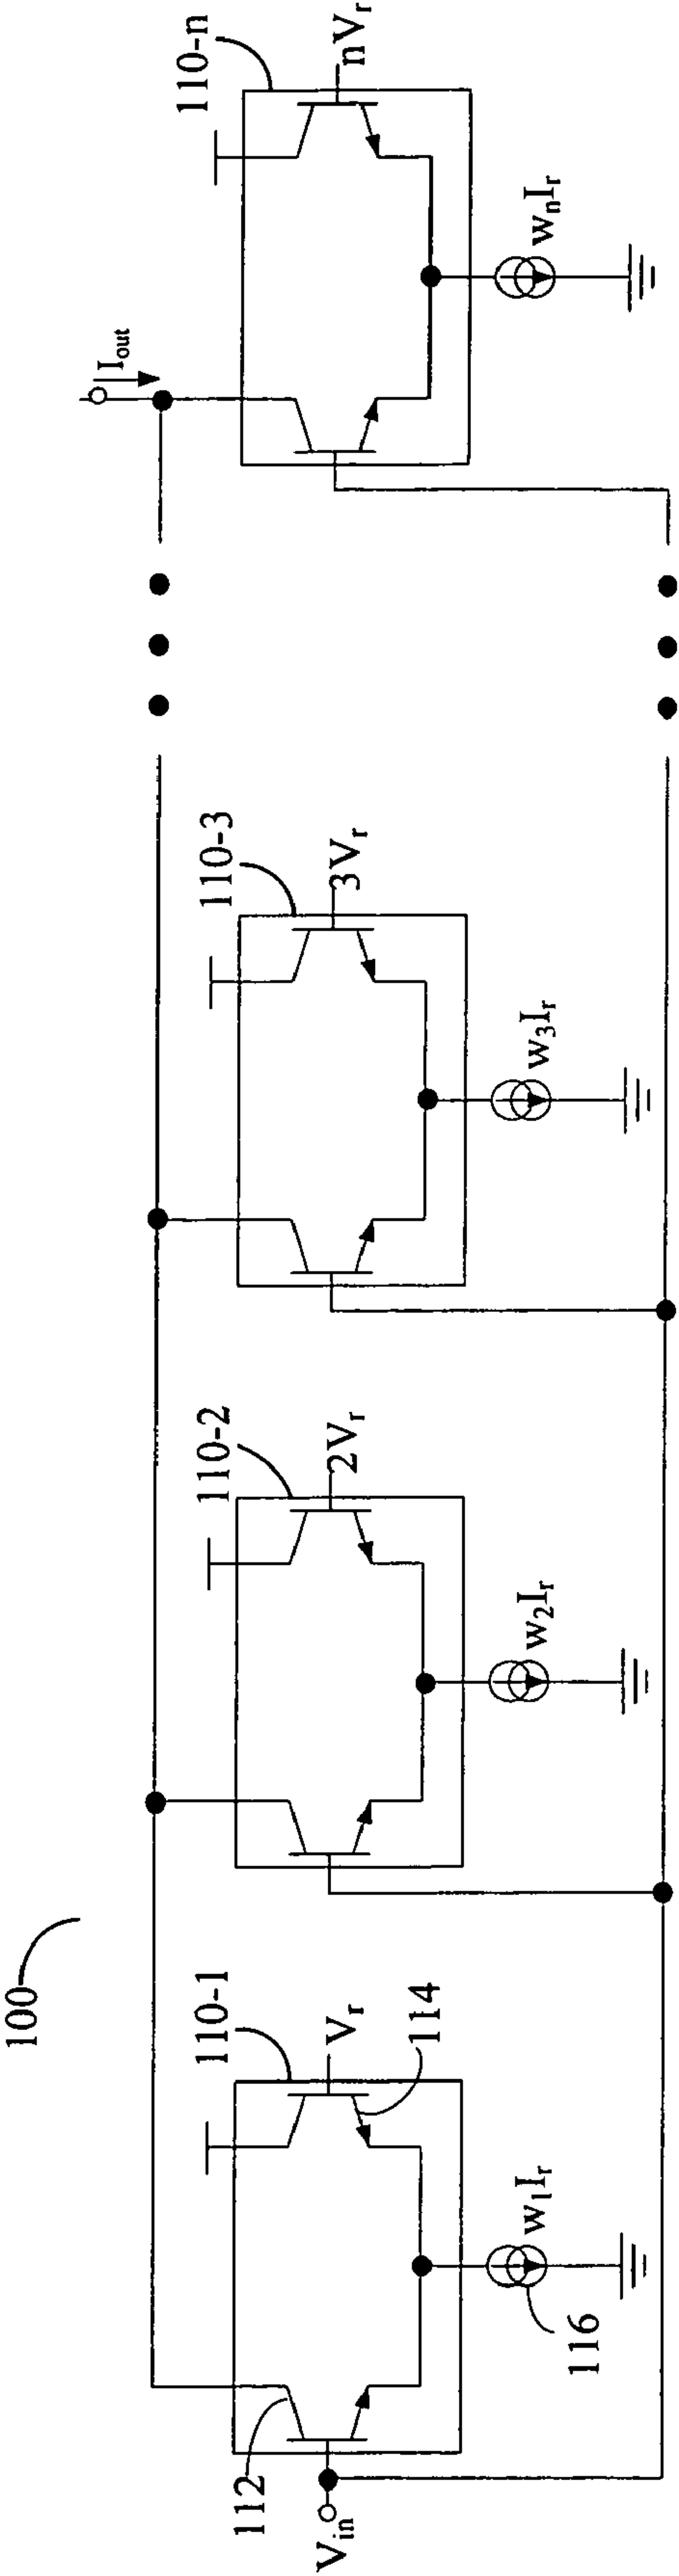 100
110-1
110-2
110-3
110-n
I_out
112
V_r
2V_r
3V_r
nV_r
114
V_in
w_1I_r
w_2I_r
w_3I_r
w_nI_r
116